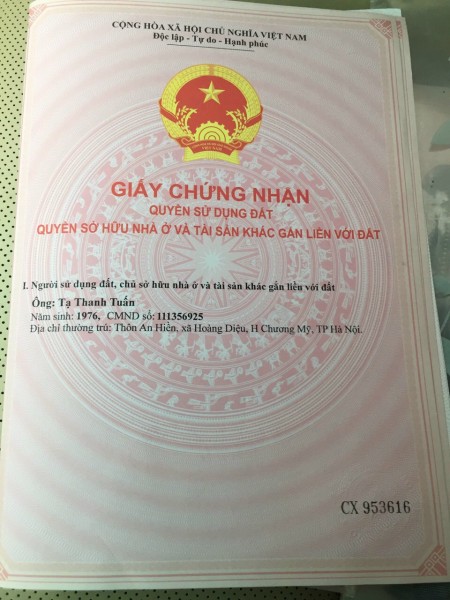 CỘNG HÒA XÃ HỘI CHỦ NGHĨA VIỆT NAM
Độc lập - Tự do - Hạnh phúc
GIẤY CHỨNG NHẬN
QUYỀN SỬ DỤNG ĐẤT
QUYỀN SỞ HỮU NHÀ Ở VÀ TÀI SẢN KHÁC GẮN LIỀN VỚI ĐẤT
I. Người sử dụng đất, chủ sở hữu nhà ở và tài sản khác gắn liền với đất
Ông: Tạ Thanh Tuấn
Năm sinh: 1976, CMND số: 111356925
Địa chỉ thường trú: Thôn An Hiền, xã Hoàng Diệu, H Chương Mỹ, TP Hà Nội.
CX 953616